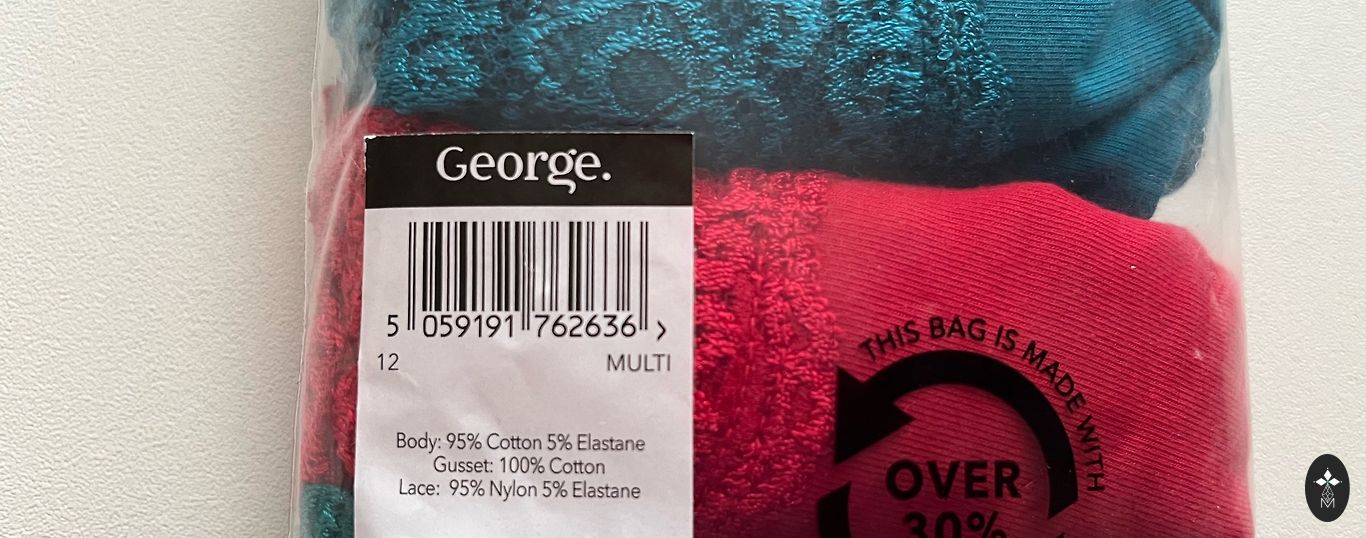 George.
5 059191 762636 >
12 MULTI
Body: 95% Cotton 5% Elastane
Gusset: 100% Cotton
Lace: 95% Nylon 5% Elastane
THIS BAG IS MADE WITH
OVER
30%
M